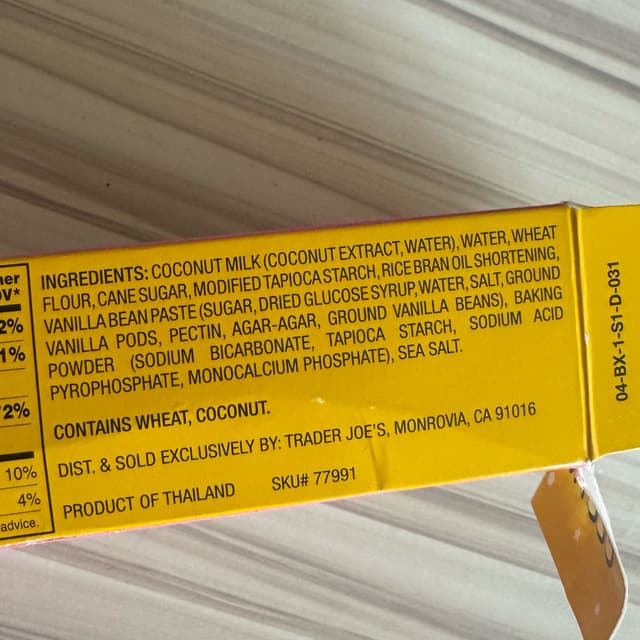 ner
DV*
2%
1%
2%
10%
4%
advice.
INGREDIENTS: COCONUT MILK (COCONUT EXTRACT, WATER), WATER, WHEAT
FLOUR, CANE SUGAR, MODIFIED TAPIOCA STARCH, RICE BRAN OIL SHORTENING,
VANILLA BEAN PASTE (SUGAR, DRIED GLUCOSE SYRUP, WATER, SALT, GROUND
VANILLA PODS, PECTIN, AGAR-AGAR, GROUND VANILLA BEANS), BAKING
POWDER (SODIUM BICARBONATE, TAPIOCA STARCH, SODIUM ACID
PYROPHOSPHATE, MONOCALCIUM PHOSPHATE), SEA SALT.
CONTAINS WHEAT, COCONUT.
DIST. & SOLD EXCLUSIVELY BY: TRADER JOE'S, MONROVIA, CA 91016
PRODUCT OF THAILAND SKU# 77991
04-BX-1-S1-D-031